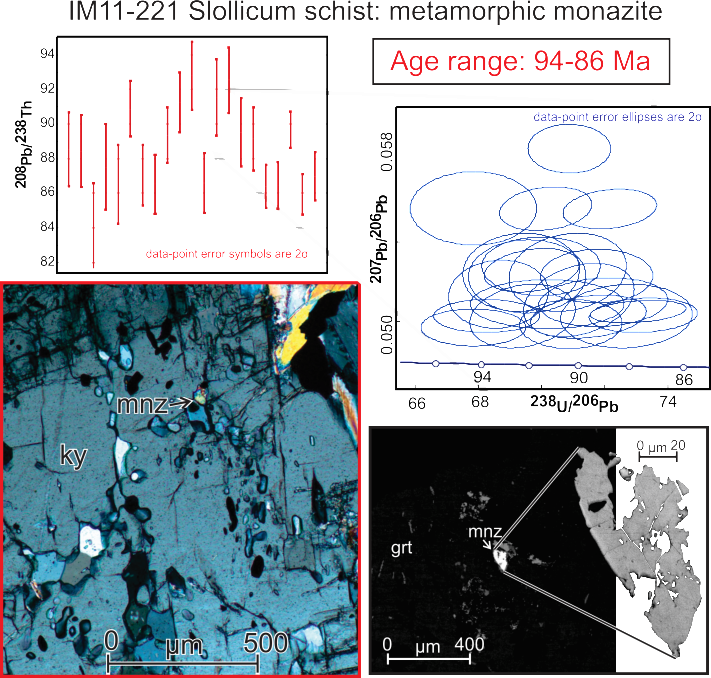 IM11-221 Slollicum schist: metamorphic monazite
94
92
90
88
86
84
82
208Pb/238Th
data-point error symbols are 2σ
Age range: 94-86 Ma
data-point error ellipses are 2σ
0.058
0.050
207Pb/206Pb
94
90
86
66
68
74
238U/206Pb
mnz
ky
0 µm 500
0 µm 20
mnz
grt
0 µm 400